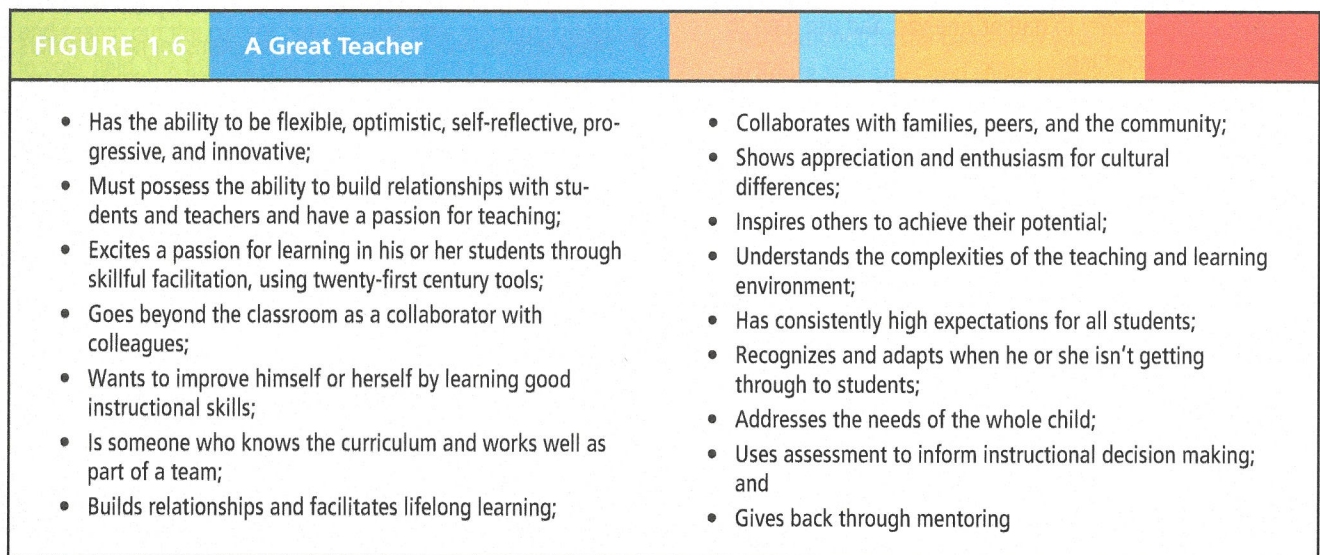 FIGURE 1.6
A Great Teacher
• Has the ability to be flexible, optimistic, self-reflective, pro-
gressive, and innovative;
• Must possess the ability to build relationships with stu-
dents and teachers and have a passion for teaching;
• Excites a passion for learning in his or her students through
skillful facilitation, using twenty-first century tools;
• Goes beyond the classroom as a collaborator with
colleagues;
• Wants to improve himself or herself by learning good
instructional skills;
• Is someone who knows the curriculum and works well as
part of a team;
• Builds relationships and facilitates lifelong learning;
• Collaborates with families, peers, and the community;
• Shows appreciation and enthusiasm for cultural
differences;
• Inspires others to achieve their potential;
• Understands the complexities of the teaching and learning
environment;
• Has consistently high expectations for all students;
• Recognizes and adapts when he or she isn't getting
through to students;
• Addresses the needs of the whole child;
• Uses assessment to inform instructional decision making;
and
• Gives back through mentoring